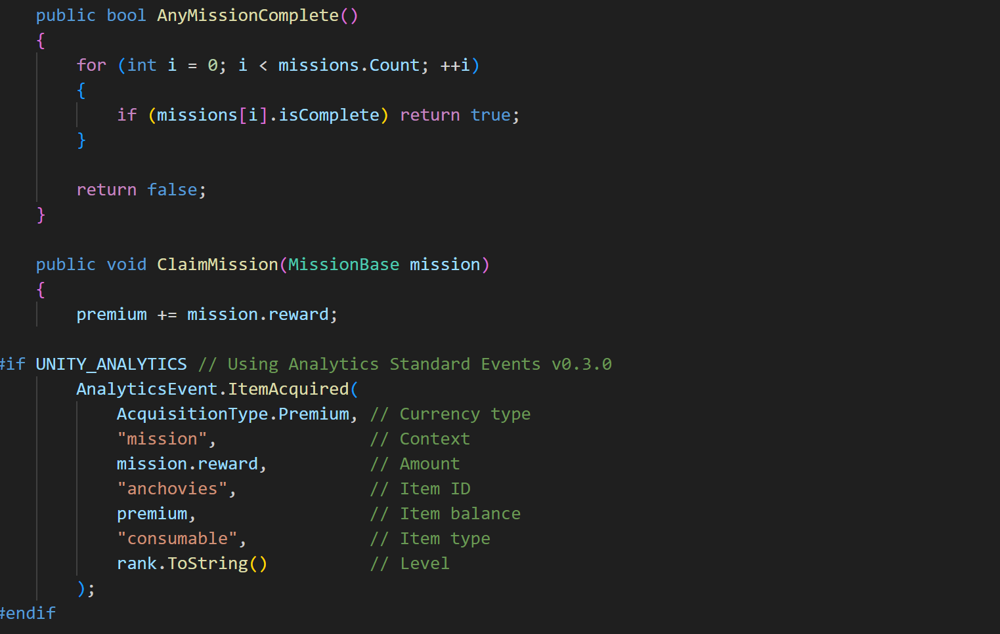 public bool AnyMissionComplete()
{
for (int i = 0; i < missions.Count; ++i)
{
if (missions[i].isComplete) return true;
}
return false;
}
public void ClaimMission(MissionBase mission)
{
premium += mission.reward;
#if UNITY_ANALYTICS // Using Analytics Standard Events v0.3.0
AnalyticsEvent.ItemAcquired(
AcquisitionType.Premium, // Currency type
"mission", // Context
mission.reward, // Amount
"anchovies", // Item ID
premium, // Item balance
"consumable", // Item type
rank.ToString() // Level
);
#endif